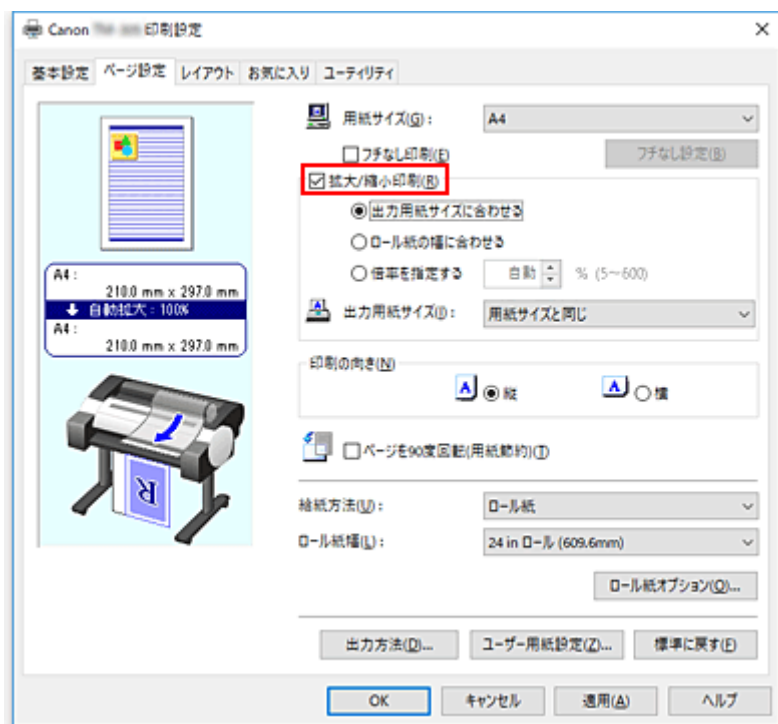 Canon 印刷設定
基本設定 ページ設定 レイアウト お気に入り ユーティリティ
用紙サイズ(G): A4
フチなし印刷(E) フチなし設定(B)
拡大/縮小印刷(R)
出力用紙サイズに合わせる
ロール紙の幅に合わせる
倍率を指定する 自動 % (5～600)
出力用紙サイズ(I): 用紙サイズと同じ
A4:
210.0 mm x 297.0 mm
自動拡大:100%
A4:
210.0 mm x 297.0 mm
印刷の向き(N)
A 縦 A 横
ページを90度回転(用紙節約)(T)
R
給紙方法(U): ロール紙
ロール紙幅(L): 24 in ロール (609.6mm)
ロール紙オプション(O)...
出力方法(D)... ユーザー用紙設定(Z)... 標準に戻す(F)
OK キャンセル 適用(A) ヘルプ